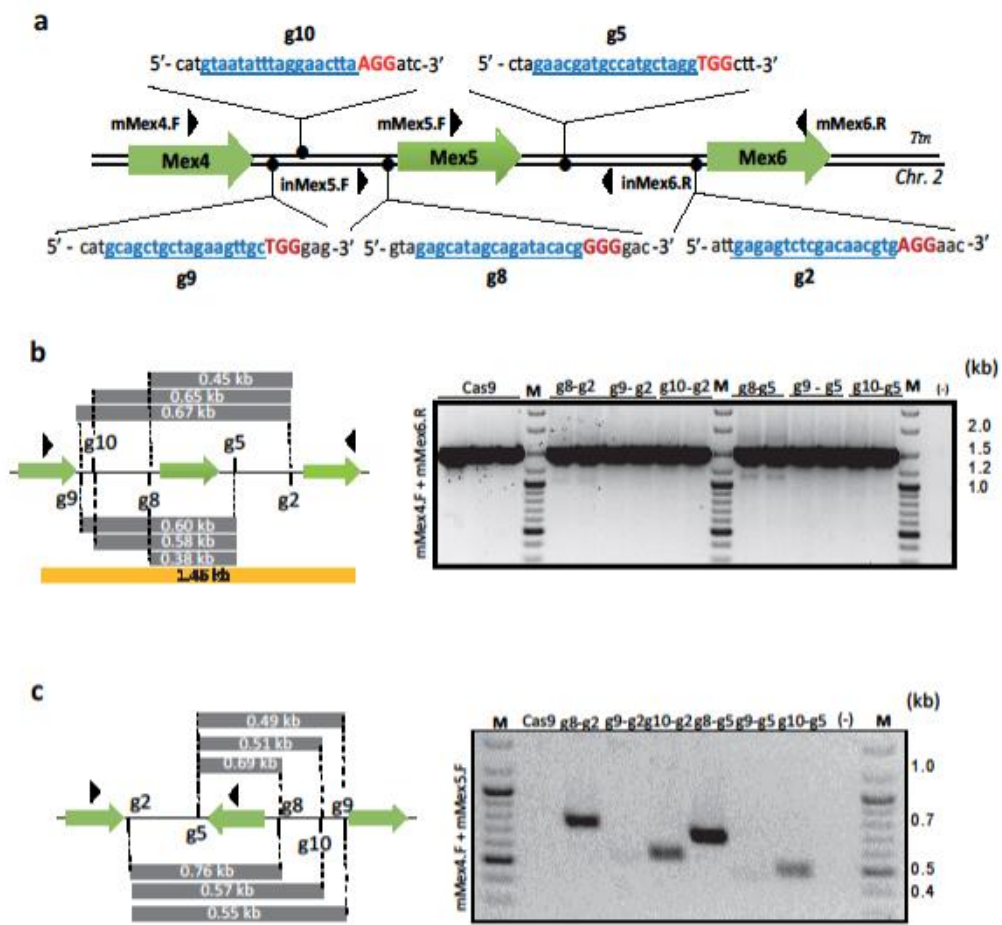 a
g10
g5
5’- catgtaatatttaggaacttaAGGatc-3’
5’- ctagaacgatgccatgctaggTGGctt-3’
mMex4.F
mMex5.F
mMex6.R
Mex4
Mex5
Mex6
Ttn
Chr. 2
inMex5.F
inMex6.R
5’ - catgcagctgctagaagttgcTGGgag-3’
5’ -gtagagcatagcagatacacgGGGgac-3’
5’ -attgagagtctcgacaacgtgAGGaac -3’
g9
g8
g2
b
(kb)
0.45 kb
0.65 kb
0.67 kb
Cas9 M g8-g2 g9- g2 g10-g2 M g8-g5 g9 - g5 g10-g5 M (-)
g10
g5
g9
g8
g2
0.60 kb
0.58 kb
0.38 kb
1.46 kb
mMex4.F + mMex6.R
2.0
1.5
1.2
1.0
c
(kb)
0.49 kb
0.51 kb
0.69 kb
M Cas9 g8-g2 g9-g2 g10-g2 g8-g5 g9-g5 g10-g5 (-) M
g2
g8
g9
g5
g10
0.76 kb
0.57 kb
0.55 kb
mMex4.F + mMex5.F
1.0
0.7
0.5
0.4